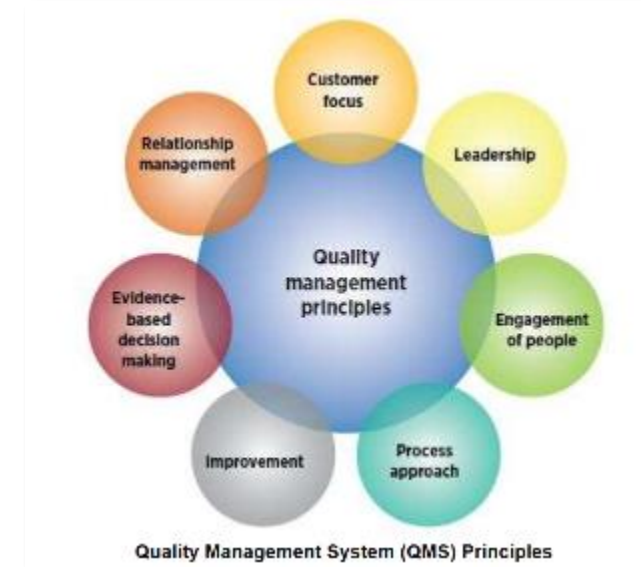 Customer
focus
Relationship
management
Leadership
Quality
management
principles
Evidence-
based
decision
making
Engagement
of people
Improvement
Process
approach
Quality Management System (QMS) Principles